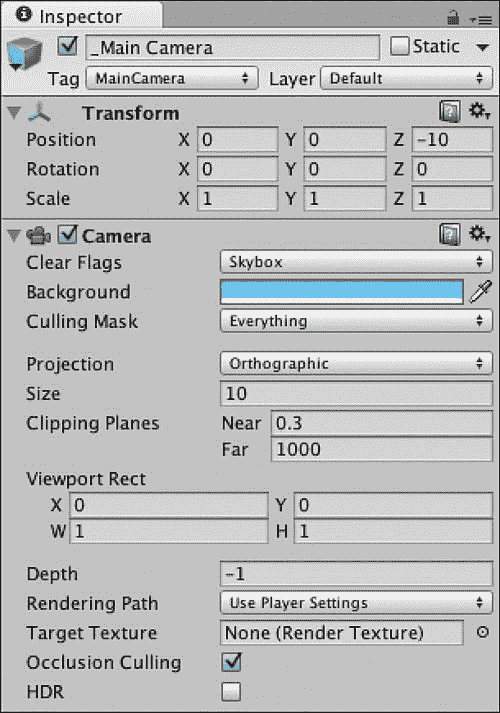 Inspector
_Main Camera Static
Tag MainCamera Layer Default
Transform
Position X 0 Y 0 Z -10
Rotation X 0 Y 0 Z 0
Scale X 1 Y 1 Z 1
Camera
Clear Flags Skybox
Background
Culling Mask Everything
Projection Orthographic
Size 10
Clipping Planes Near 0.3
Far 1000
Viewport Rect
X 0 Y 0
W 1 H 1
Depth -1
Rendering Path Use Player Settings
Target Texture None (Render Texture)
Occlusion Culling
HDR